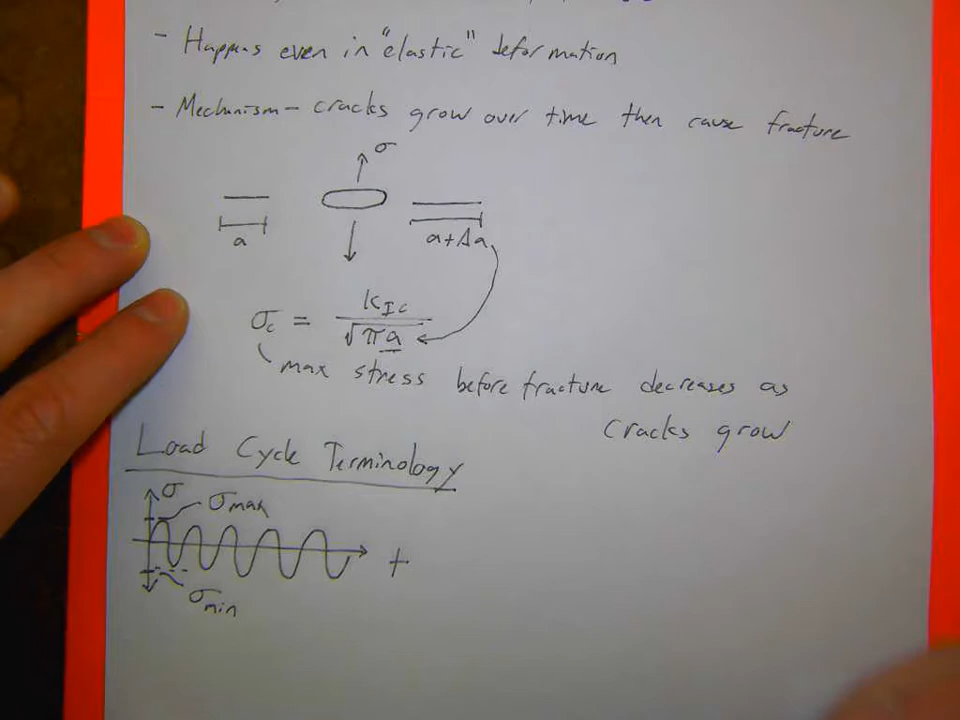 - Happens even in "elastic" deformation
- Mechanism - cracks grow over time then cause fracture
σ
a
a+Δa
σc = KIc / √πa
max stress before fracture decreases as
cracks grow
Load Cycle Terminology
σ
σmax
t
σmin